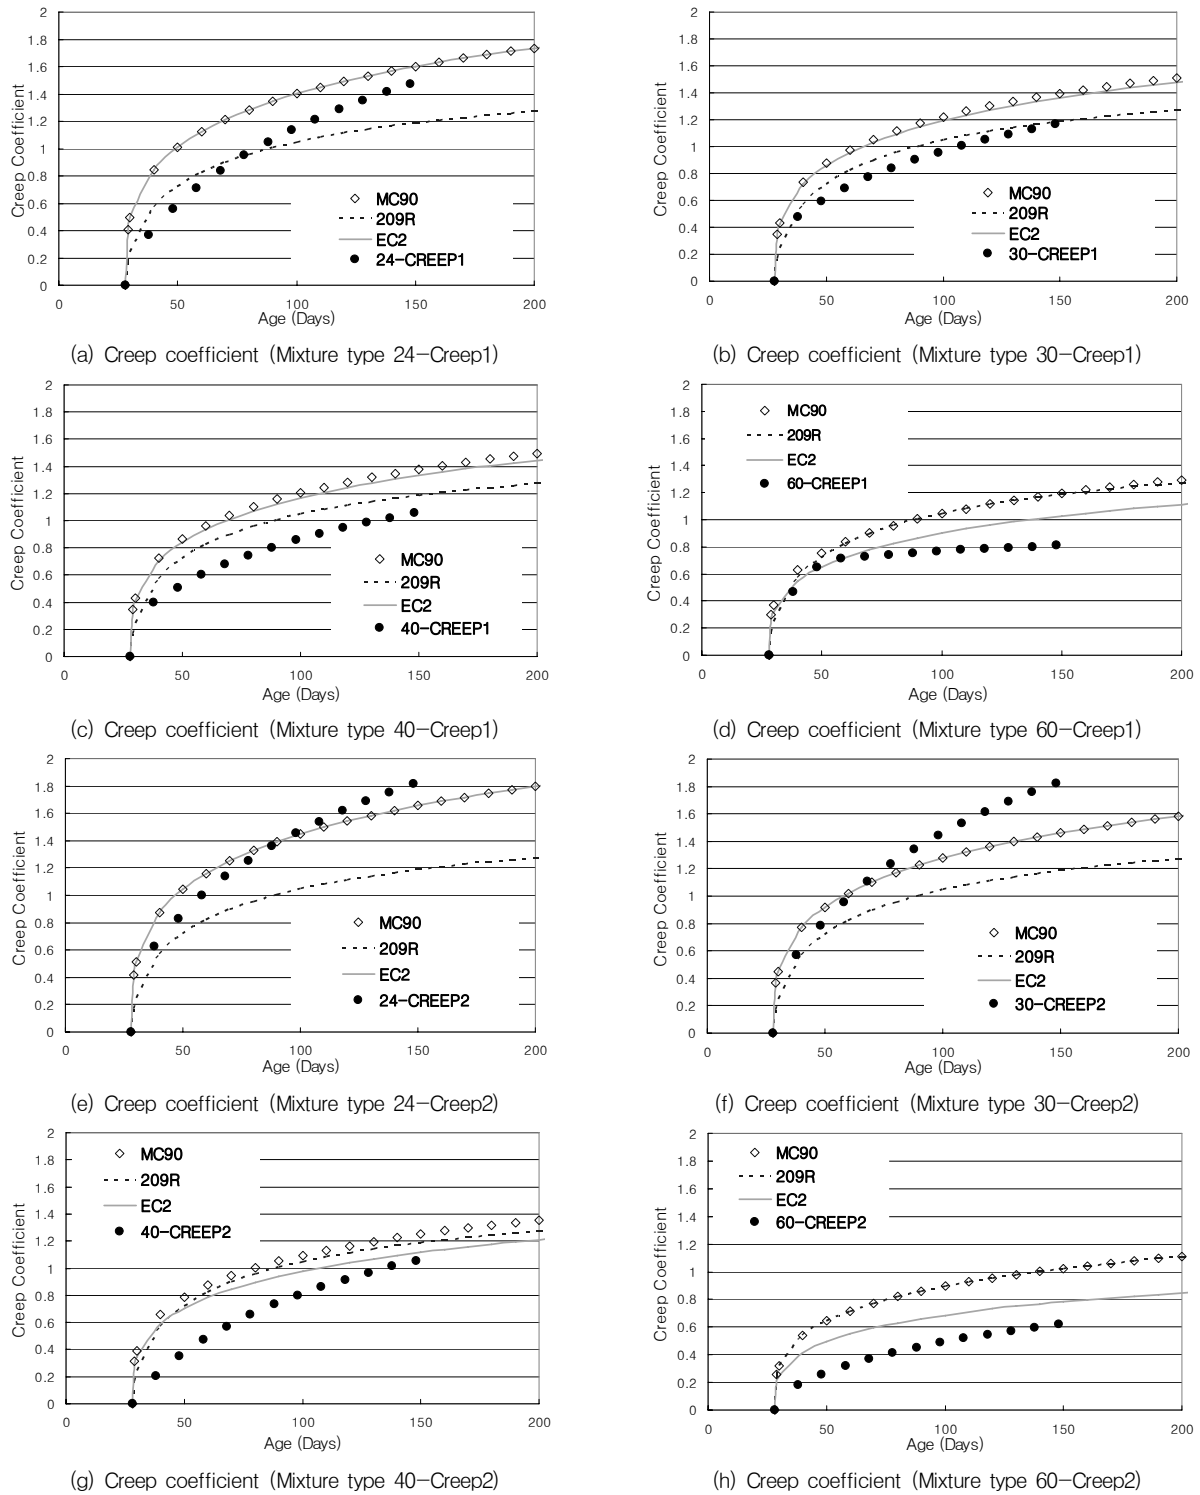 2
1.8
1.6
1.4
1.2
1
0.8
0.6
0.4
0.2
0
Creep Coefficient
MC90
209R
EC2
24-CREEP1
0 50 100 150 200
Age (Days)
(a) Creep coefficient (Mixture type 24-Creep1)
2
1.8
1.6
1.4
1.2
1
0.8
0.6
0.4
0.2
0
Creep Coefficient
MC90
209R
EC2
30-CREEP1
0 50 100 150 200
Age (Days)
(b) Creep coefficient (Mixture type 30-Creep1)
2
1.8
1.6
1.4
1.2
1
0.8
0.6
0.4
0.2
0
Creep Coefficient
MC90
209R
EC2
40-CREEP1
0 50 100 150 200
Age (Days)
(c) Creep coefficient (Mixture type 40-Creep1)
2
1.8
1.6
1.4
1.2
1
0.8
0.6
0.4
0.2
0
Creep Coefficient
MC90
209R
EC2
60-CREEP1
0 50 100 150 200
Age (Days)
(d) Creep coefficient (Mixture type 60-Creep1)
2
1.8
1.6
1.4
1.2
1
0.8
0.6
0.4
0.2
0
Creep Coefficient
MC90
209R
EC2
24-CREEP2
0 50 100 150 200
Age (Days)
(e) Creep coefficient (Mixture type 24-Creep2)
2
1.8
1.6
1.4
1.2
1
0.8
0.6
0.4
0.2
0
Creep Coefficient
MC90
209R
EC2
30-CREEP2
0 50 100 150 200
Age (Days)
(f) Creep coefficient (Mixture type 30-Creep2)
2
1.8
1.6
1.4
1.2
1
0.8
0.6
0.4
0.2
0
Creep Coefficient
MC90
209R
EC2
40-CREEP2
0 50 100 150 200
Age (Days)
(g) Creep coefficient (Mixture type 40-Creep2)
2
1.8
1.6
1.4
1.2
1
0.8
0.6
0.4
0.2
0
Creep Coefficient
MC90
209R
EC2
60-CREEP2
0 50 100 150 200
Age (Days)
(h) Creep coefficient (Mixture type 60-Creep2)